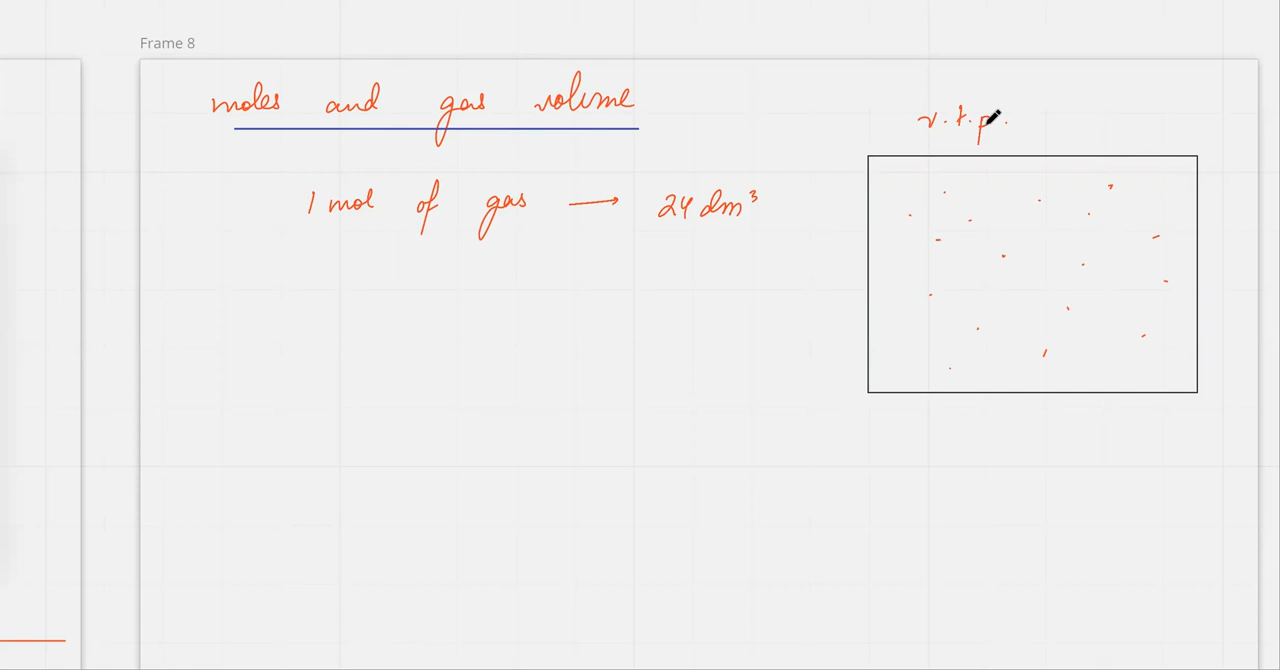 Frame 8
moles and gas volume
r.t.p.
1 mol of gas → 24 dm³